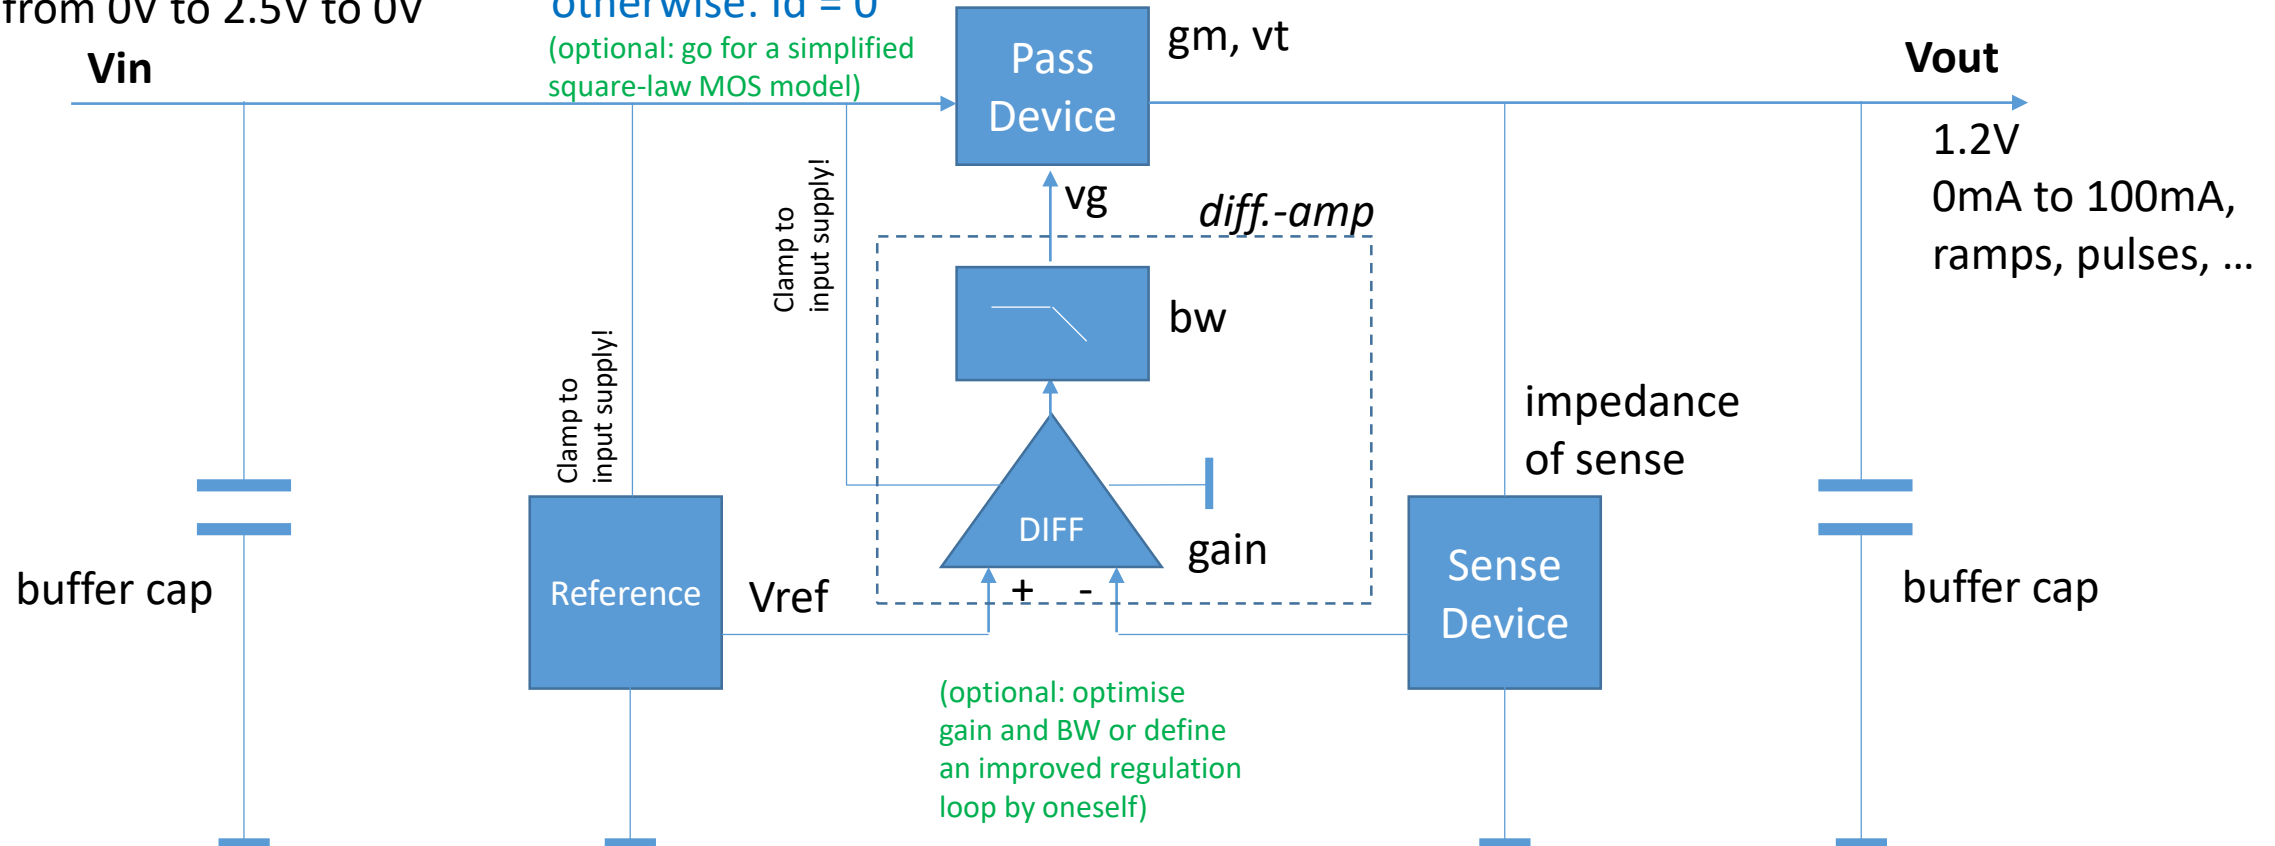 from 0V to 2.5V to 0V
otherwise: id = 0
(optional: go for a simplified
square-law MOS model)
Vin
Pass
Device
gm, vt
Vout
1.2V
0mA to 100mA,
ramps, pulses, ...
vg
diff.-amp
Clamp to
input supply!
bw
Clamp to
input supply!
impedance
of sense
DIFF
gain
+ -
buffer cap
Reference
Vref
Sense
Device
buffer cap
(optional: optimise
gain and BW or define
an improved regulation
loop by oneself)